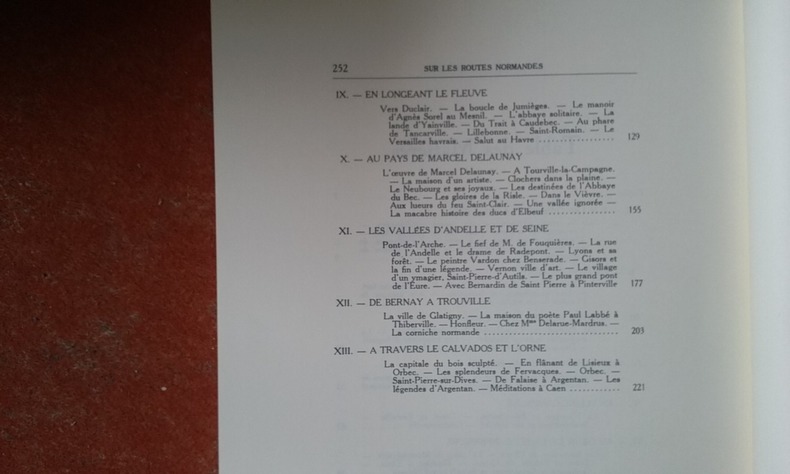 252 SUR LES ROUTES NORMANDES
IX. — EN LONGEANT LE FLEUVE
Vers Duclair. — La boucle de Jumièges. — Le manoir
d'Agnès Sorel au Mesnil. — L'abbaye solitaire. — La
lande d'Yainville. — Du Trait à Caudebec. — Au phare
de Tancarville. — Lillebonne. — Saint-Romain. — Le
Versailles havrais. — Salut au Havre .................. 129
X. — AU PAYS DE MARCEL DELAUNAY
L'œuvre de Marcel Delaunay. — A Tourville-la-Campagne.
— La maison d'un artiste. — Clochers dans la plaine. —
Le Neubourg et ses joyaux. — Les destinées de l'Abbaye
du Bec. — Les gloires de la Risle. — Dans le Vièvre. —
Aux lueurs du feu Saint-Clair. — Une vallée ignorée —
La macabre histoire des ducs d'Elbeuf ................ 155
XI. — LES VALLÉES D'ANDELLE ET DE SEINE
Pont-de-l'Arche. — Le fief de M. de Fouquières. — La rue
de l'Andelle et le drame de Radepont. — Lyons et sa
forêt. — Le peintre Vardon chez Benserade. — Gisors et
la fin d'une légende. — Vernon ville d'art. — Le village
d'un ymagier, Saint-Pierre-d'Autils. — Le plus grand pont
de l'Eure. — Avec Bernardin de Saint Pierre à Pinterville 177
XII. — DE BERNAY A TROUVILLE
La ville de Glatigny. — La maison du poète Paul Labbé à
Thiberville. — Honfleur. — Chez Mme Delarue-Mardrus. —
La corniche normande ................................ 203
XIII. — A TRAVERS LE CALVADOS ET L'ORNE
La capitale du bois sculpté. — En flânant de Lisieux à
Orbec. — Les splendeurs de Fervacques. — Orbec. —
Saint-Pierre-sur-Dives. — De Falaise à Argentan. — Les
légendes d'Argentan. — Méditations à Caen ............ 221